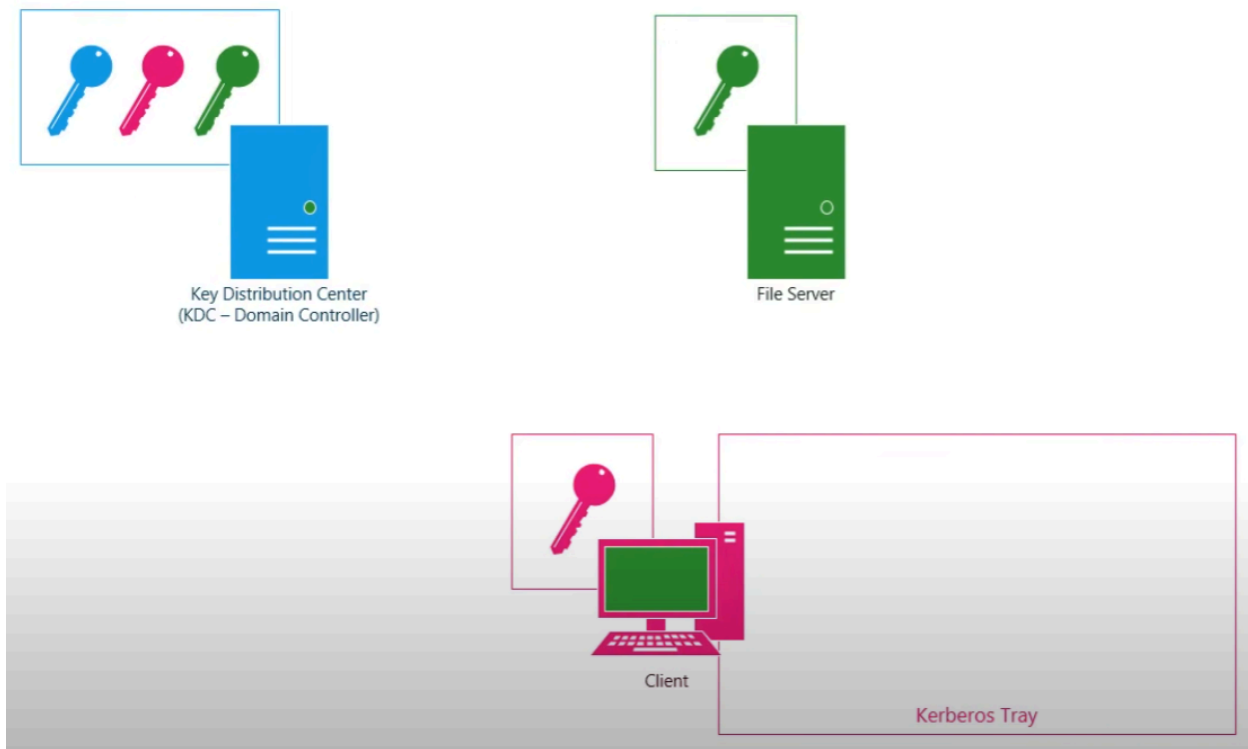 Key Distribution Center
(KDC – Domain Controller)
File Server
Client
Kerberos Tray